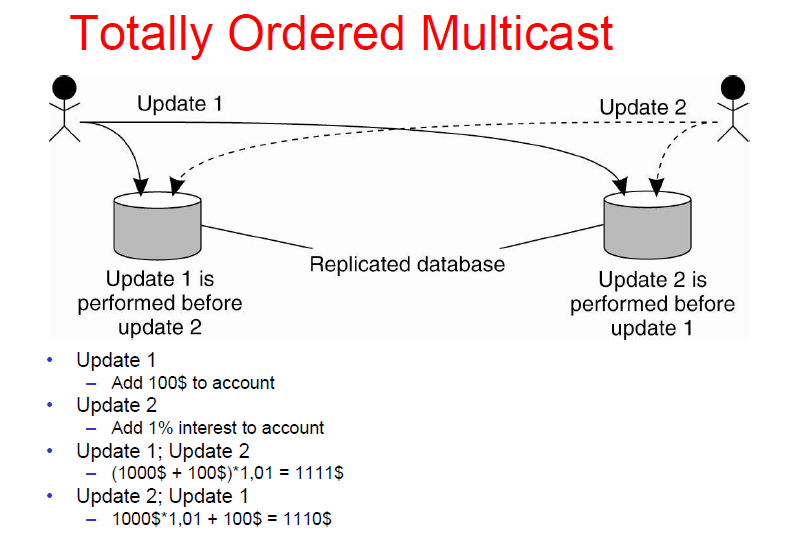 Totally Ordered Multicast
Update 1
Update 2
Replicated database
Update 1 is
performed before
update 2
Update 2 is
performed before
update 1
• Update 1
– Add 100$ to account
• Update 2
– Add 1% interest to account
• Update 1; Update 2
– (1000$ + 100$)*1,01 = 1111$
• Update 2; Update 1
– 1000$*1,01 + 100$ = 1110$